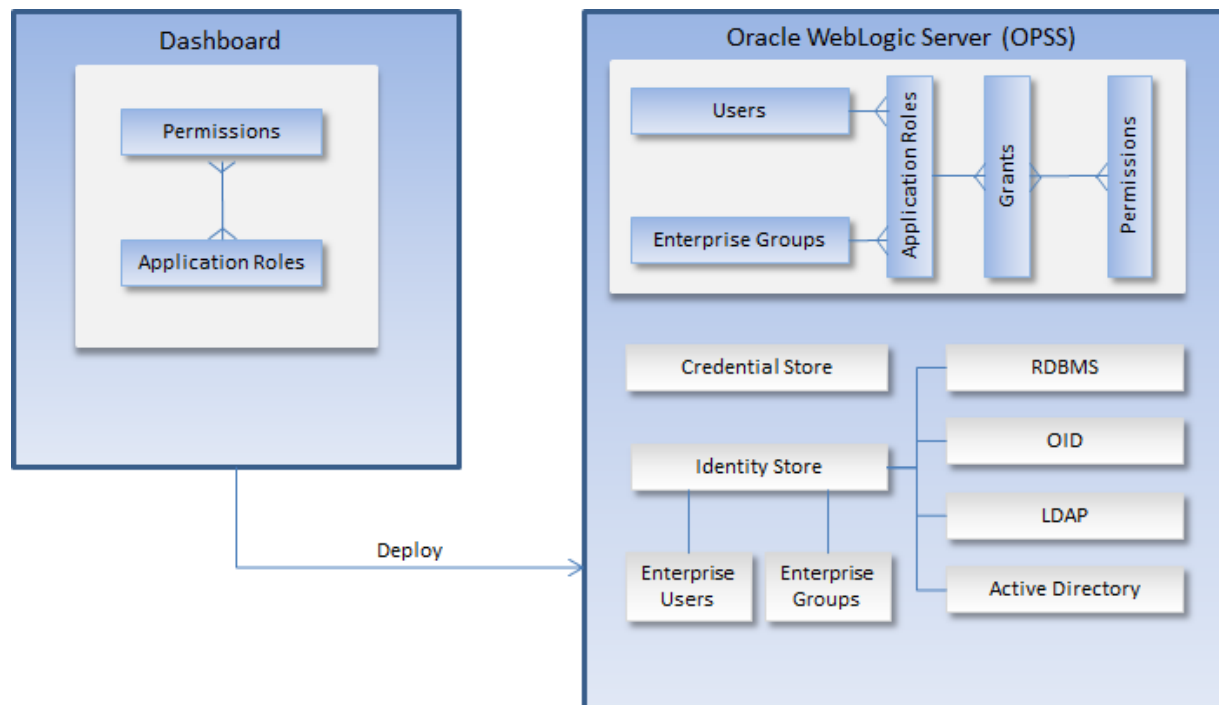 Dashboard
Permissions
Application Roles
Deploy
Oracle WebLogic Server (OPSS)
Users
Enterprise Groups
Application Roles
Grants
Permissions
Credential Store
Identity Store
Enterprise
Users
Enterprise
Groups
RDBMS
OID
LDAP
Active Directory